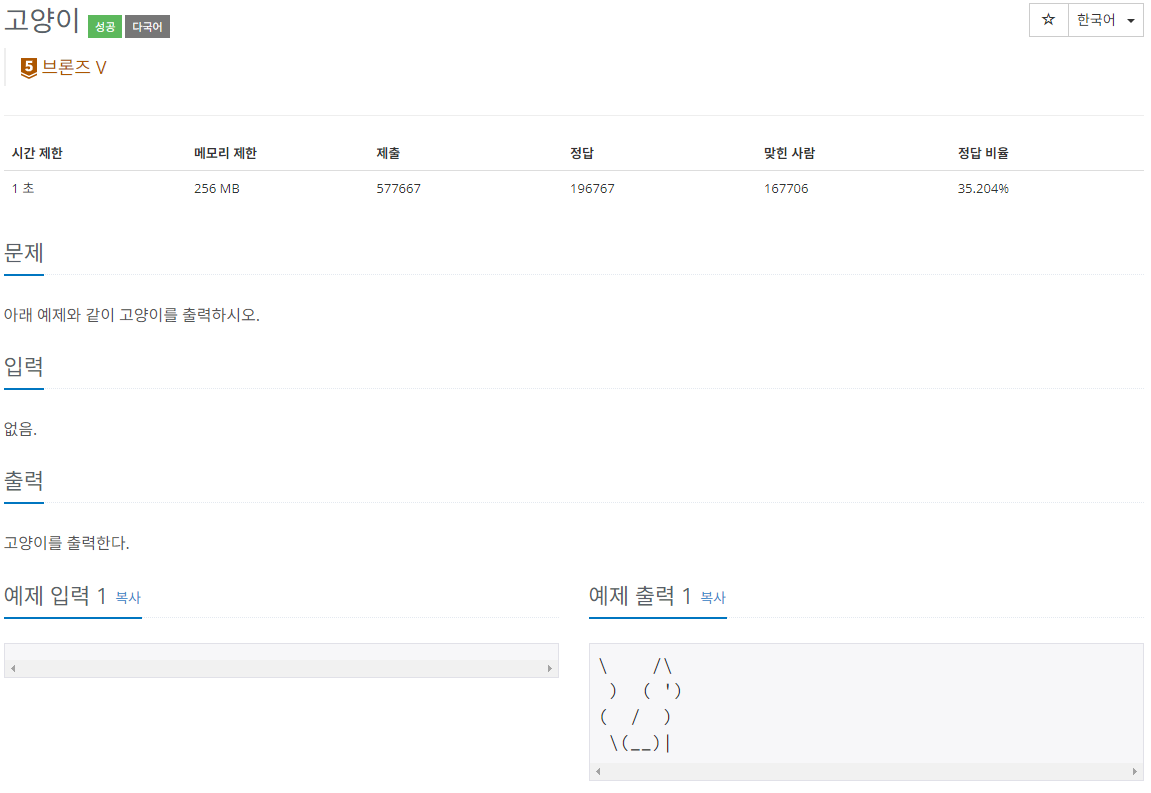 고양이 성공 다국어
☆ 한국어
5 브론즈 V
시간 제한 메모리 제한 제출 정답 맞힌 사람 정답 비율
1 초 256 MB 577667 196767 167706 35.204%
문제
아래 예제와 같이 고양이를 출력하시오.
입력
없음.
출력
고양이를 출력한다.
예제 입력 1 복사
예제 출력 1 복사
\    /\
 )  ( ')
(  /  )
 \(__)|